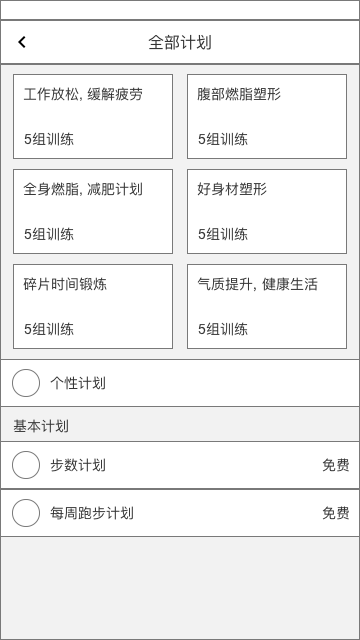 全部计划
工作放松, 缓解疲劳
5组训练
腹部燃脂塑形
5组训练
全身燃脂, 减肥计划
5组训练
好身材塑形
5组训练
碎片时间锻炼
5组训练
气质提升, 健康生活
5组训练
个性计划
基本计划
步数计划 免费
每周跑步计划 免费